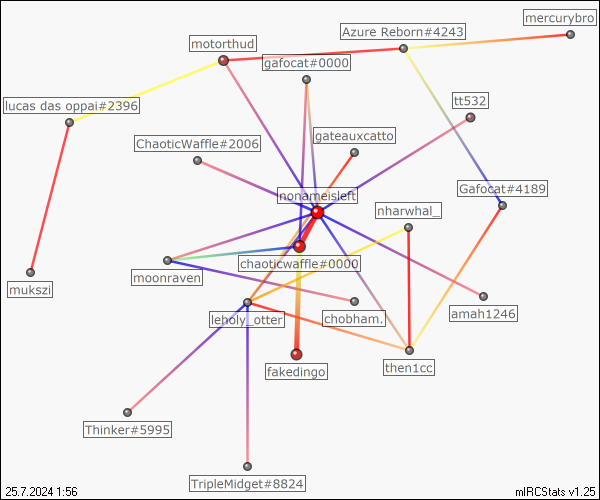 mercurybro
Azure Reborn#4243
motorthud
gafocat#0000
lucas das oppai#2396
tt532
gateauxcatto
ChaoticWaffle#2006
Gafocat#4189
nonameisleft
nharwhal_
chaoticwaffle#0000
moonraven
mukszi
amah1246
chobham.
leholy_otter
then1cc
fakedingo
Thinker#5995
TripleMidget#8824
25.7.2024 1:56
mIRCStats v1.25